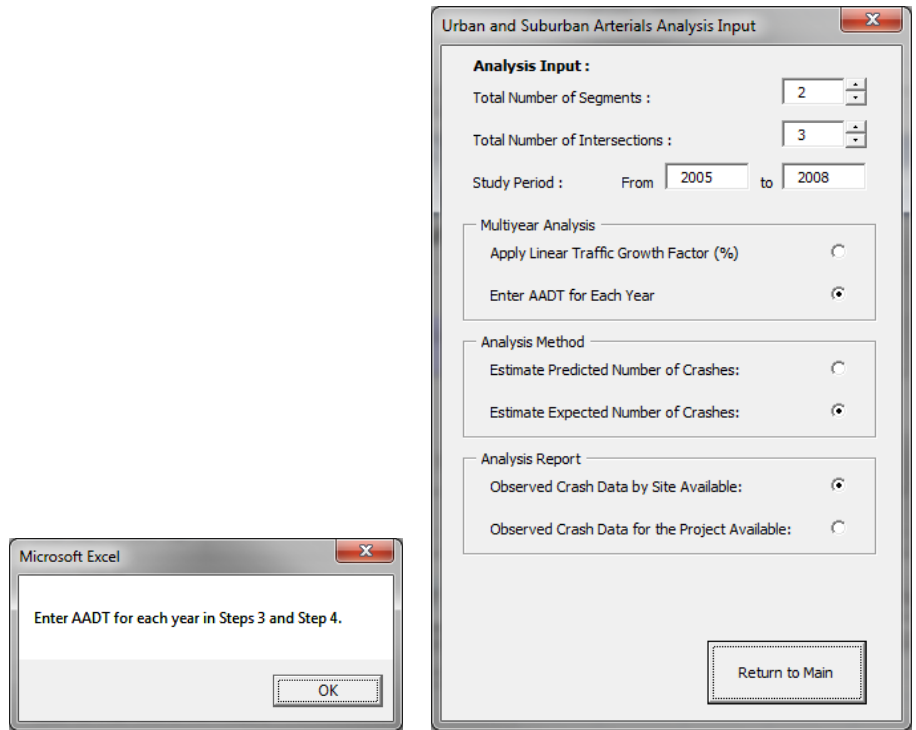 Microsoft Excel
Enter AADT for each year in Steps 3 and Step 4.
OK
Urban and Suburban Arterials Analysis Input
Analysis Input :
Total Number of Segments : 2
Total Number of Intersections : 3
Study Period : From 2005 to 2008
Multiyear Analysis
Apply Linear Traffic Growth Factor (%)
Enter AADT for Each Year
Analysis Method
Estimate Predicted Number of Crashes:
Estimate Expected Number of Crashes:
Analysis Report
Observed Crash Data by Site Available:
Observed Crash Data for the Project Available:
Return to Main